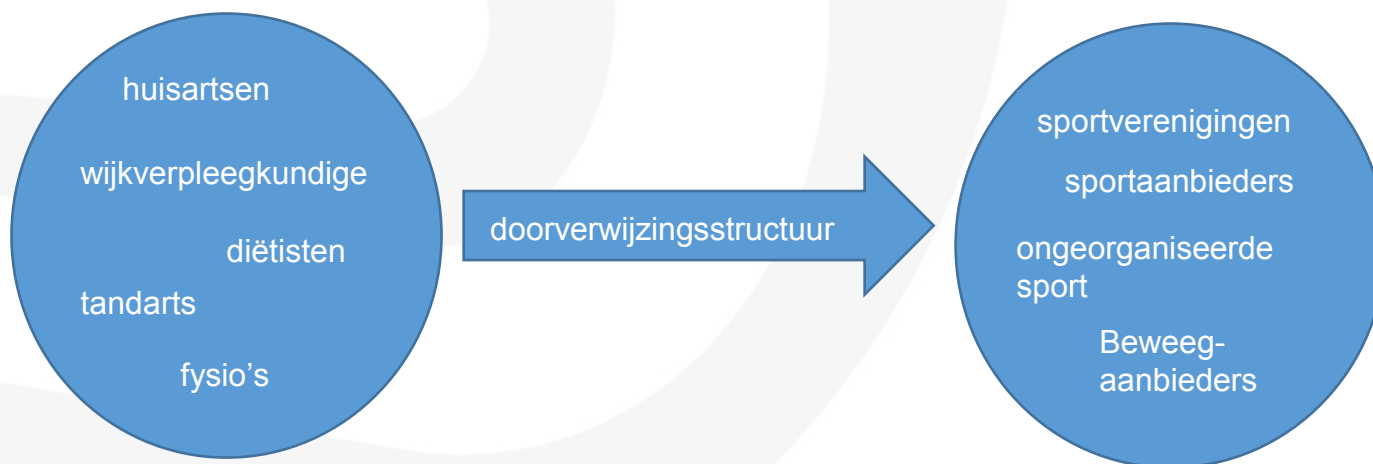 huisartsen
wijkverpleegkundige
diëtisten
tandarts
fysio’s
doorverwijzingsstructuur
sportverenigingen
sportaanbieders
ongeorganiseerde
sport
Beweeg-
aanbieders